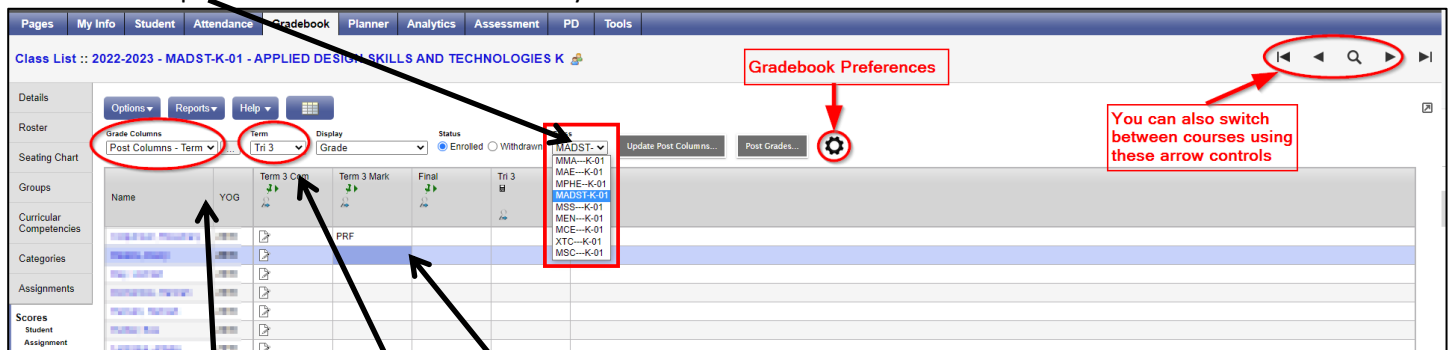 Pages My Info Student Attendance Gradebook Planner Analytics Assessment PD Tools
Class List :: 2022-2023 - MADST-K-01 - APPLIED DESIGN SKILLS AND TECHNOLOGIES K
Gradebook Preferences
You can also switch
between courses using
these arrow controls
Details
Roster
Seating Chart
Groups
Curricular
Competencies
Categories
Assignments
Scores
Student
Assignment
Options Reports Help
Grade Columns Term Display Status
Post Columns - Term ... Tri 3 Grade Enrolled Withdrawn MADST- Update Post Columns... Post Grades...
MMA---K-01
MAE---K-01
MPHE--K-01
MADST-K-01
MSS---K-01
MEN---K-01
MCE---K-01
XTC---K-01
MSC---K-01
Name YOG Term 3 Com Term 3 Mark Final Tri 3
PRF